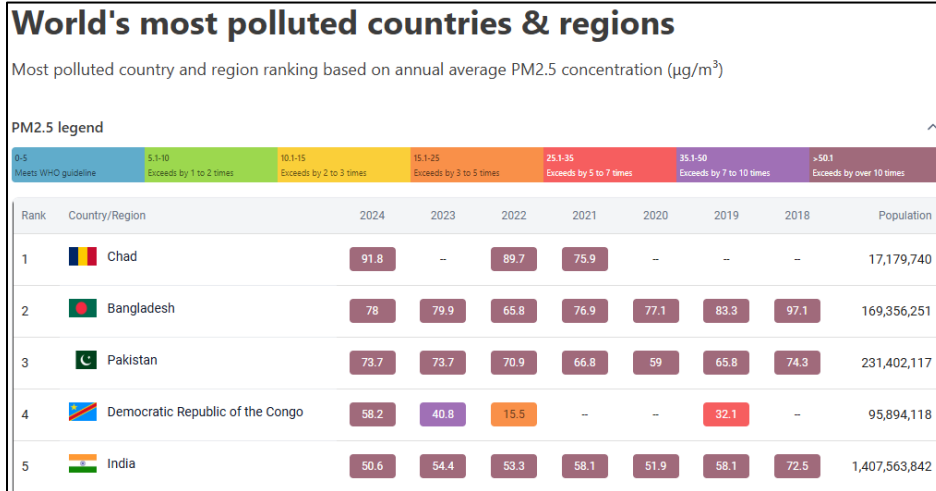 World's most polluted countries & regions
Most polluted country and region ranking based on annual average PM2.5 concentration (µg/m³)
PM2.5 legend
0-5 5.1-10 10.1-15 15.1-25 25.1-35 35.1-50 >50.1
Meets WHO guideline Exceeds by 1 to 2 times Exceeds by 2 to 3 times Exceeds by 3 to 5 times Exceeds by 5 to 7 times Exceeds by 7 to 10 times Exceeds by over 10 times
Rank Country/Region 2024 2023 2022 2021 2020 2019 2018 Population
1 Chad 91.8 -- 89.7 75.9 -- -- -- 17,179,740
2 Bangladesh 78 79.9 65.8 76.9 77.1 83.3 97.1 169,356,251
3 Pakistan 73.7 73.7 70.9 66.8 59 65.8 74.3 231,402,117
4 Democratic Republic of the Congo 58.2 40.8 15.5 -- -- 32.1 -- 95,894,118
5 India 50.6 54.4 53.3 58.1 51.9 58.1 72.5 1,407,563,842